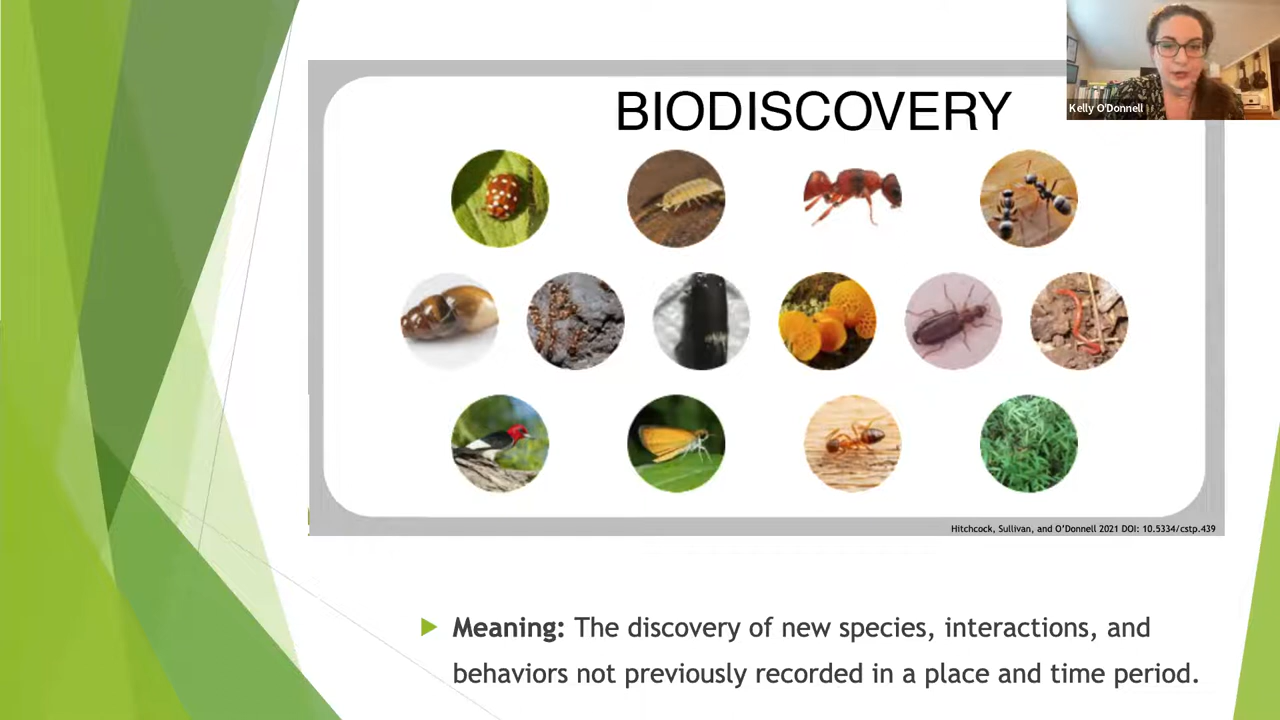 Kelly O'Donnell
BIODISCOVERY
Hitchcock, Sullivan, and O'Donnell 2021 DOI: 10.5334/cstp.439
Meaning: The discovery of new species, interactions, and
behaviors not previously recorded in a place and time period.